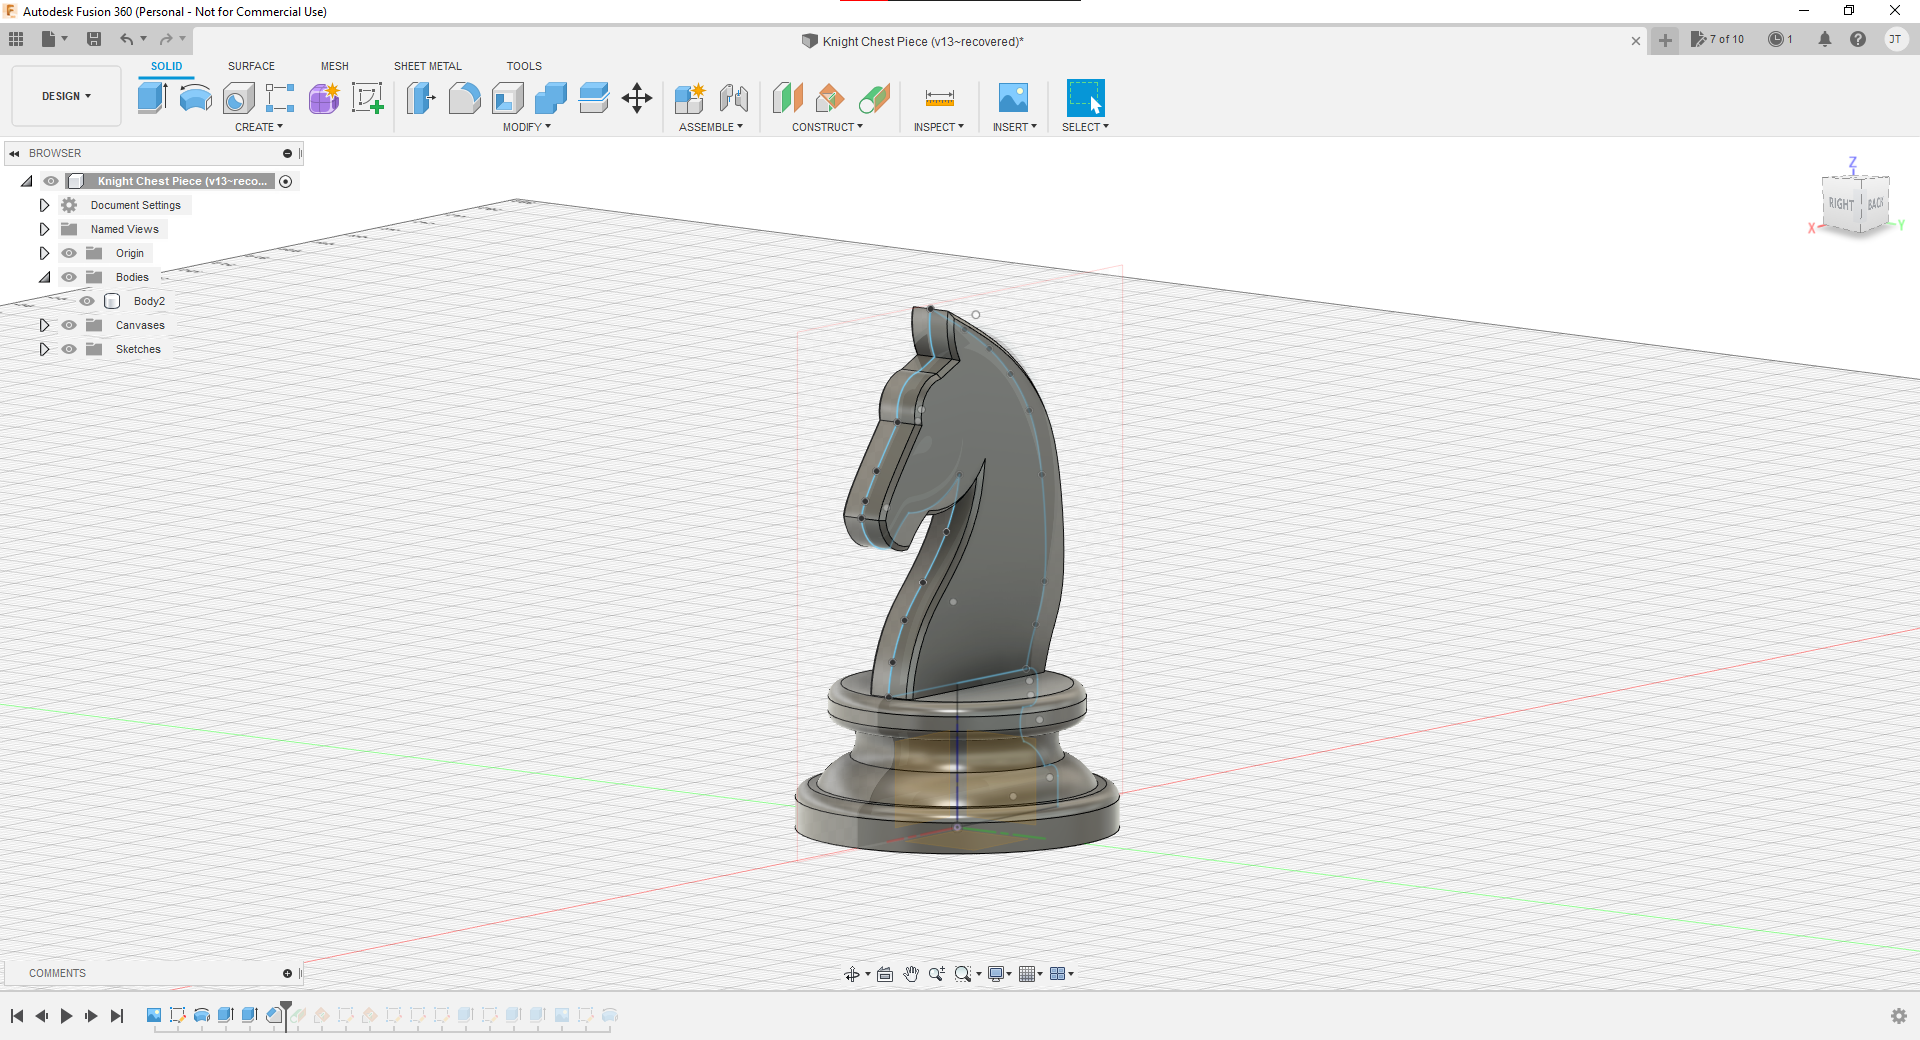 Autodesk Fusion 360 (Personal - Not for Commercial Use)
Knight Chest Piece (v13~recovered)*
7 of 10
1
JT
DESIGN
SOLID
SURFACE
MESH
SHEET METAL
TOOLS
CREATE
MODIFY
ASSEMBLE
CONSTRUCT
INSPECT
INSERT
SELECT
BROWSER
Knight Chest Piece (v13~reco...
Document Settings
Named Views
Origin
Bodies
Body2
Canvases
Sketches
Z
RIGHT
BACK
X
Y
COMMENTS